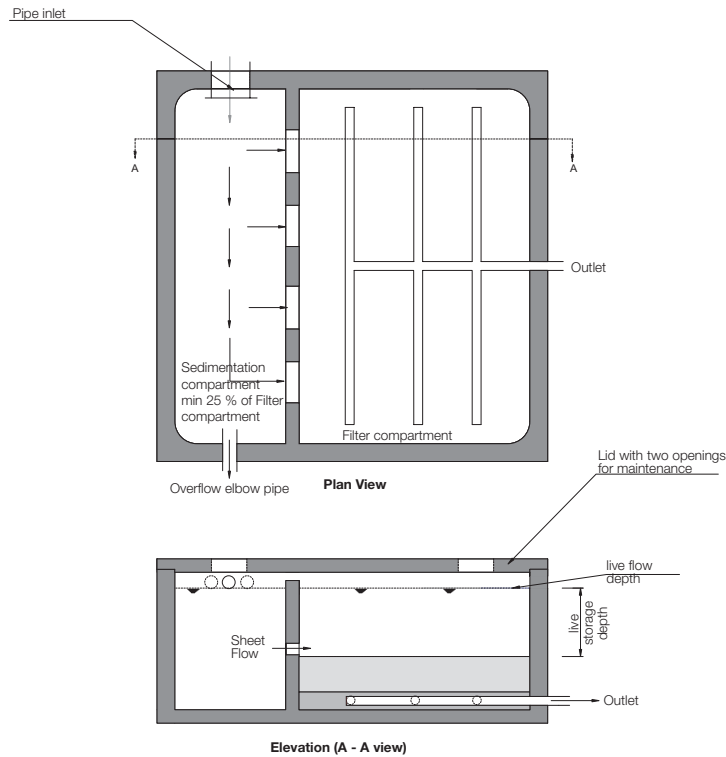 Pipe inlet
A
A
Outlet
Sedimentation
compartment
min 25 % of Filter
compartment
Filter compartment
Overflow elbow pipe
Plan View
Lid with two openings
for maintenance
live flow
depth
live
storage
depth
Sheet
Flow
Outlet
Elevation (A - A view)